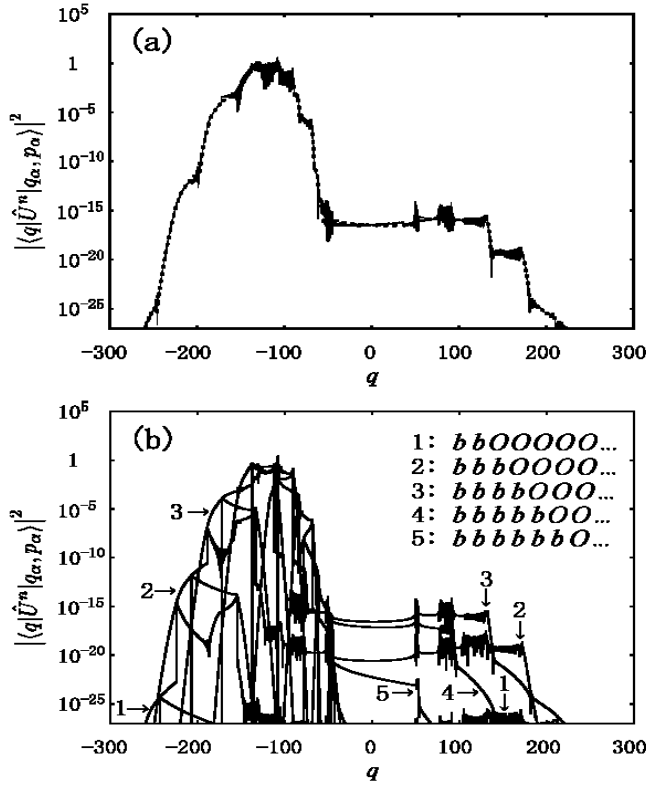 (a)
|⟨q|Û^n|q_α, p_α⟩|²
1
10^-5
10^-10
10^-15
10^-20
10^-25
−300 −200 −100 0 100 200 300
q
(b)
|⟨q|Û^n|q_α, p_α⟩|²
10^5
1
10^-5
10^-10
10^-15
10^-20
10^-25
1: bbOOOOO...
2: bbbOOOO...
3: bbbbOOO...
4: bbbbbOO...
5: bbbbbbO...
3
2
1
3
2
5→
4→
1
−300 −200 −100 0 100 200 300
q